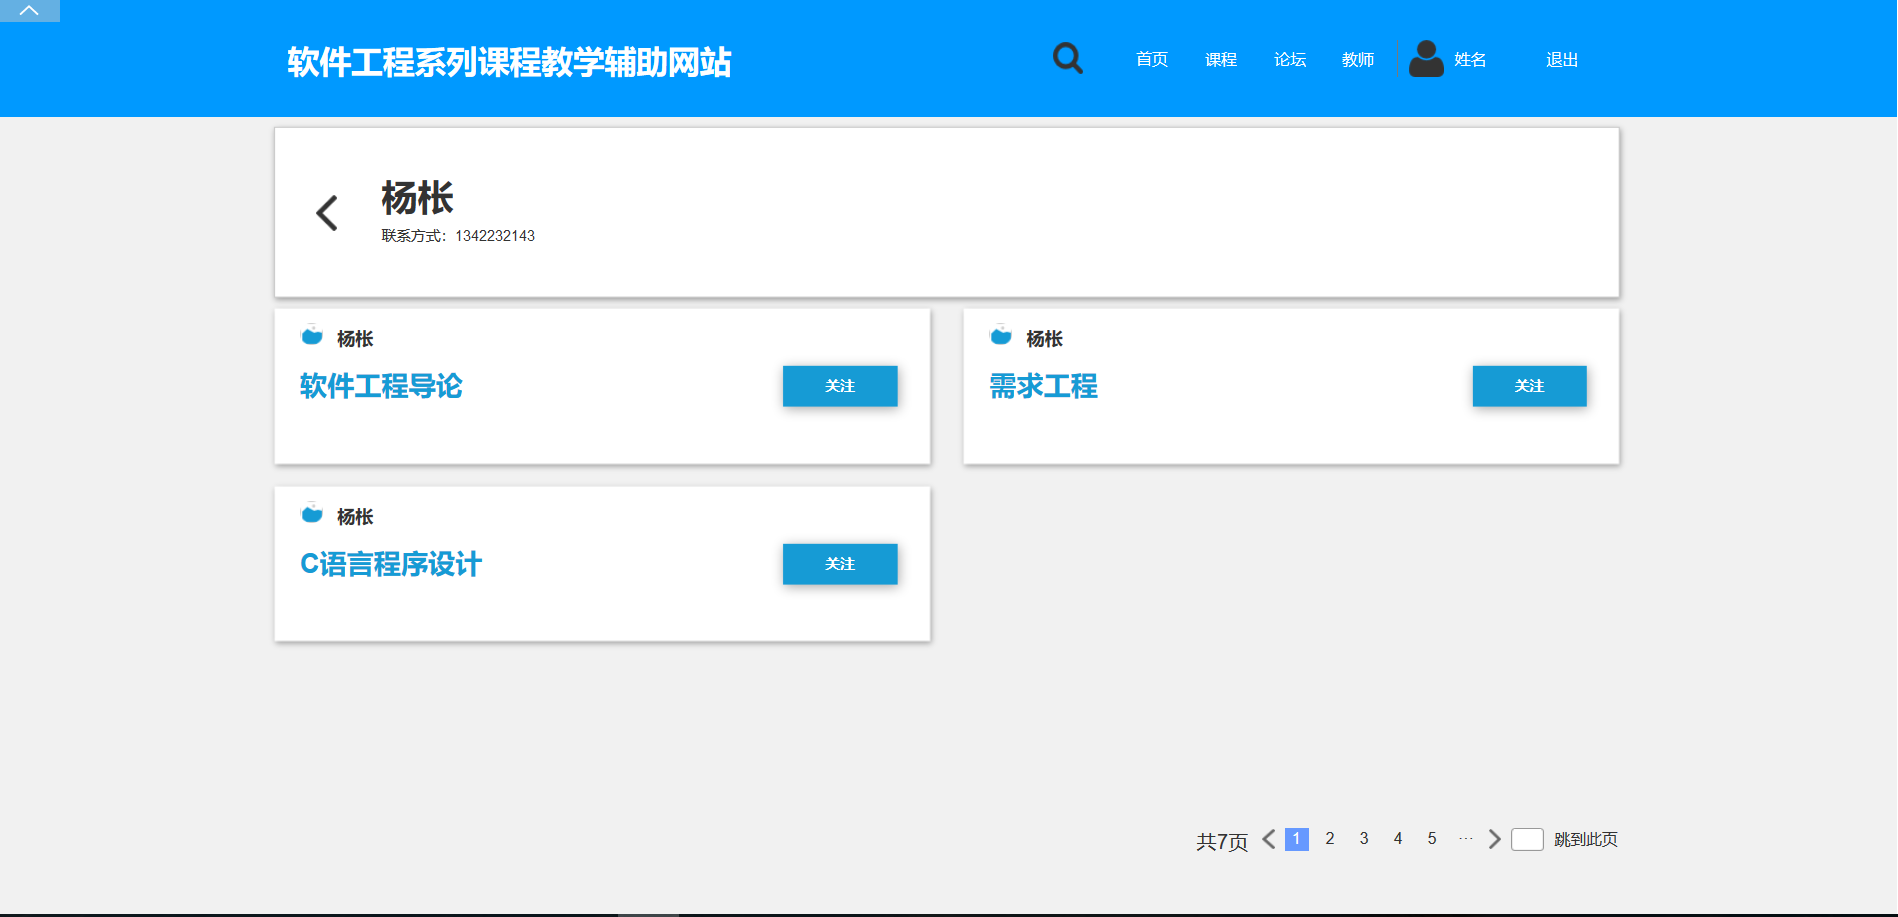 软件工程系列课程教学辅助网站
首页 课程 论坛 教师 姓名 退出
杨枨
联系方式：1342232143
杨枨
软件工程导论
关注
杨枨
需求工程
关注
杨枨
C语言程序设计
关注
共7页 1 2 3 4 5 ... 跳到此页